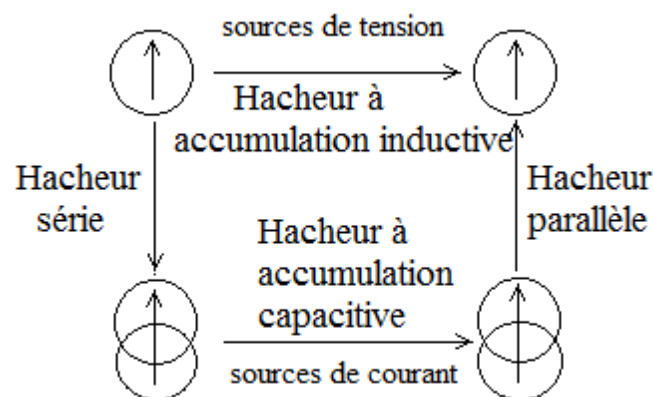 sources de tension
Hacheur à
accumulation inductive
Hacheur
série
Hacheur
parallèle
Hacheur à
accumulation
capacitive
sources de courant